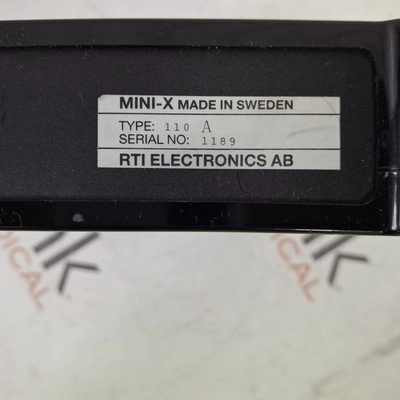 MINI-X MADE IN SWEDEN
TYPE: 110 A
SERIAL NO: 1189
RTI ELECTRONICS AB